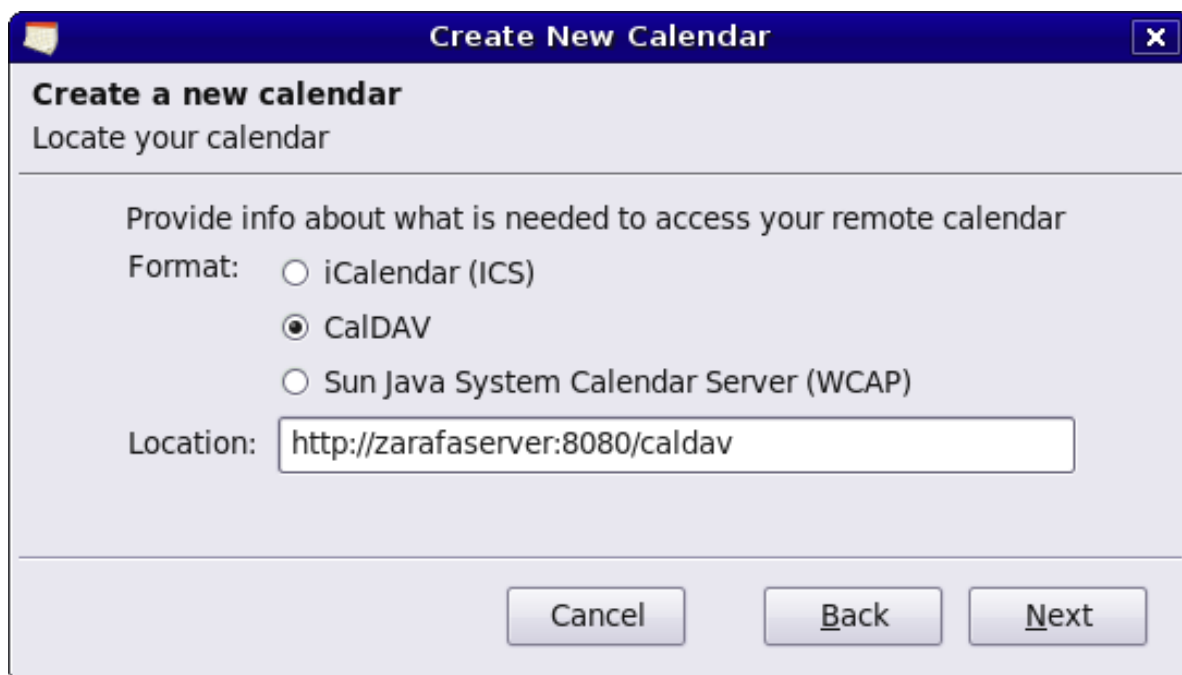 Create New Calendar
Create a new calendar
Locate your calendar
Provide info about what is needed to access your remote calendar
Format:
iCalendar (ICS)
CalDAV
Sun Java System Calendar Server (WCAP)
Location: http://zarafaserver:8080/caldav
Cancel Back Next